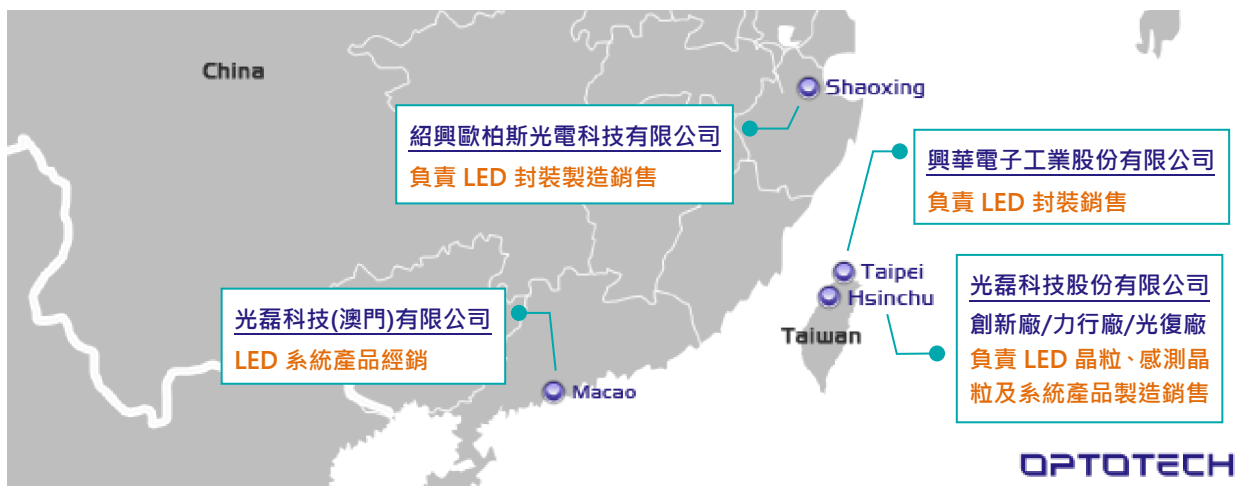 China
Shaoxing
紹興歐柏斯光電科技有限公司
負責 LED 封裝製造銷售
興華電子工業股份有限公司
負責 LED 封裝銷售
Taipei
Hsinchu
Taiwan
光磊科技股份有限公司
創新廠/力行廠/光復廠
負責 LED 晶粒、感測晶
粒及系統產品製造銷售
光磊科技(澳門)有限公司
LED 系統產品經銷
Macao
OPTOTECH